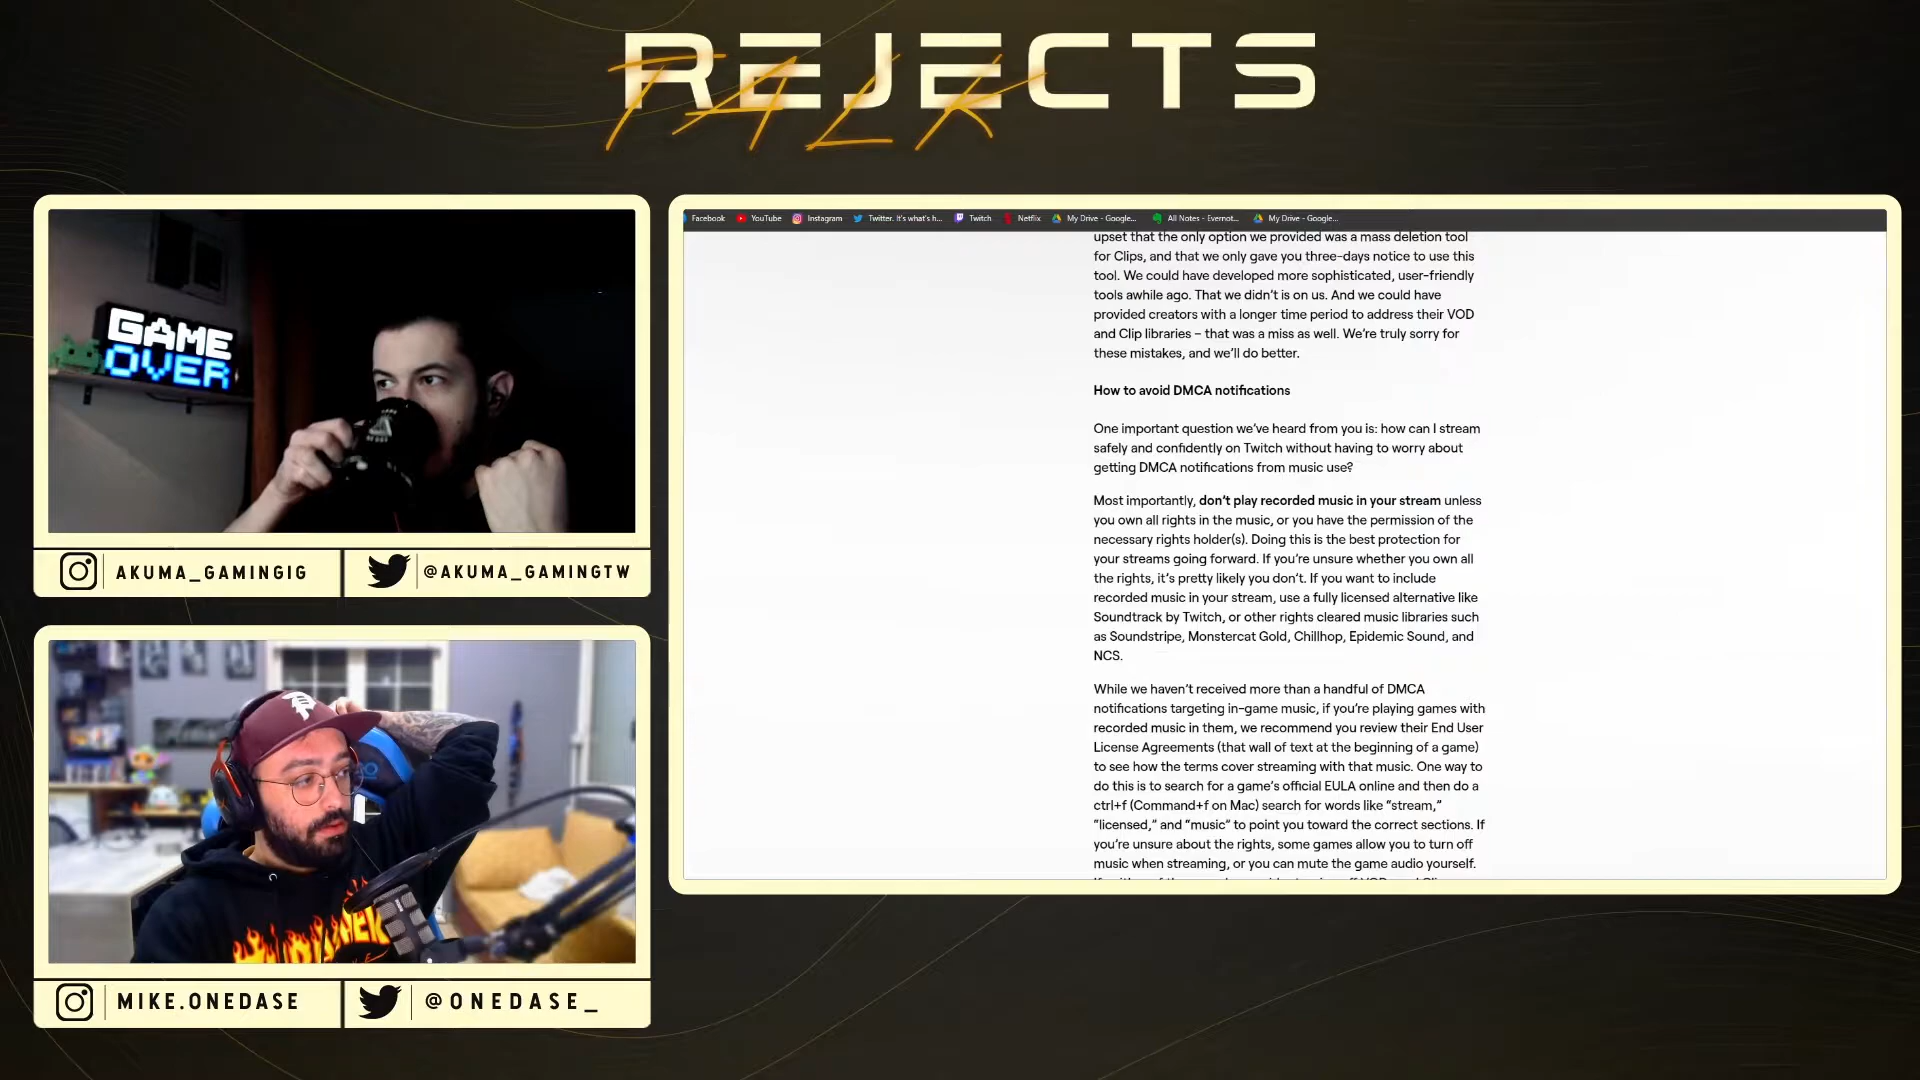 REJECTS
TALK
GAME
OVER
AKUMA_GAMINGIG
@AKUMA_GAMINGTW
MIKE.ONEDASE
@ONEDASE_
Facebook YouTube Instagram Twitter. It's what's h... Twitch Netflix My Drive - Google... All Notes - Evernot... My Drive - Google...
upset that the only option we provided was a mass deletion tool
for Clips, and that we only gave you three-days notice to use this
tool. We could have developed more sophisticated, user-friendly
tools awhile ago. That we didn't is on us. And we could have
provided creators with a longer time period to address their VOD
and Clip libraries – that was a miss as well. We're truly sorry for
these mistakes, and we'll do better.
How to avoid DMCA notifications
One important question we've heard from you is: how can I stream
safely and confidently on Twitch without having to worry about
getting DMCA notifications from music use?
Most importantly, don't play recorded music in your stream unless
you own all rights in the music, or you have the permission of the
necessary rights holder(s). Doing this is the best protection for
your streams going forward. If you're unsure whether you own all
the rights, it's pretty likely you don't. If you want to include
recorded music in your stream, use a fully licensed alternative like
Soundtrack by Twitch, or other rights cleared music libraries such
as Soundstripe, Monstercat Gold, Chillhop, Epidemic Sound, and
NCS.
While we haven't received more than a handful of DMCA
notifications targeting in-game music, if you're playing games with
recorded music in them, we recommend you review their End User
License Agreements (that wall of text at the beginning of a game)
to see how the terms cover streaming with that music. One way to
do this is to search for a game's official EULA online and then do a
ctrl+f (Command+f on Mac) search for words like “stream,”
“licensed,” and “music” to point you toward the correct sections. If
you're unsure about the rights, some games allow you to turn off
music when streaming, or you can mute the game audio yourself.